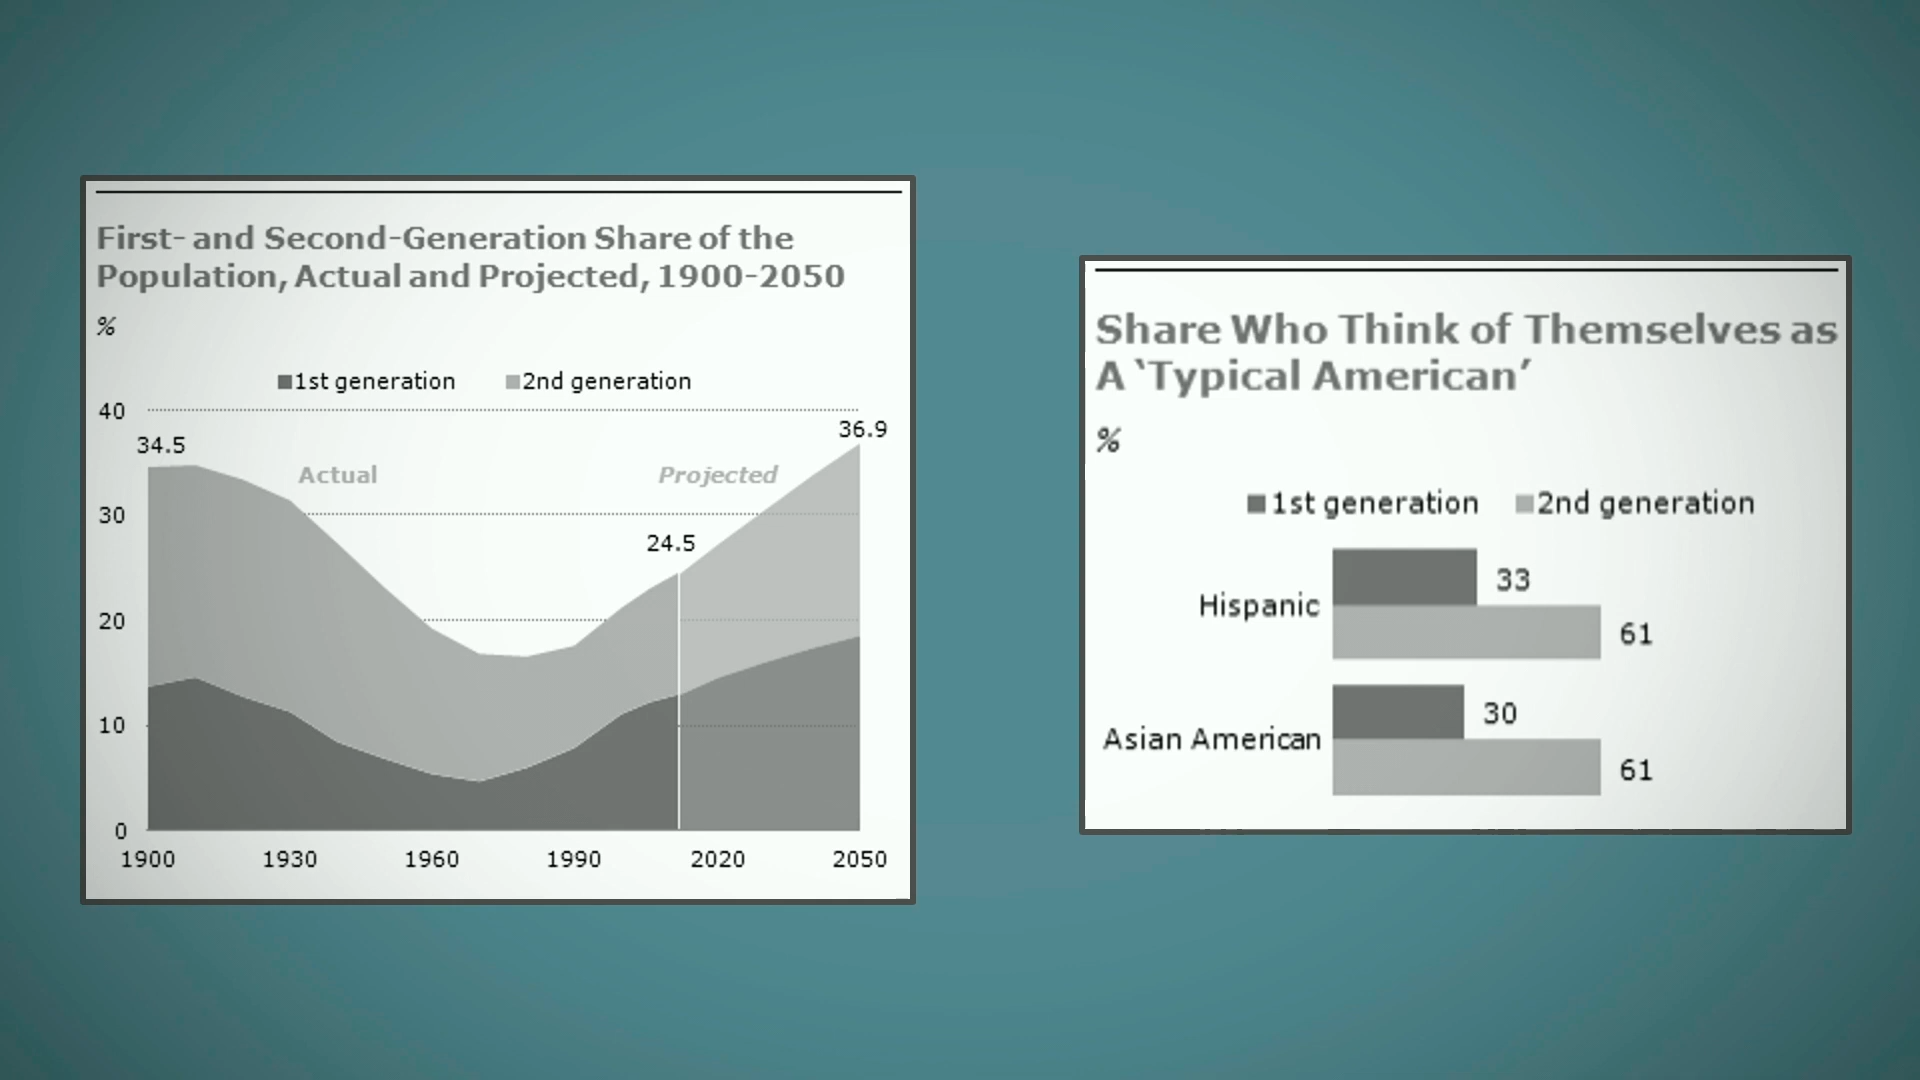 First- and Second-Generation Share of the
Population, Actual and Projected, 1900-2050
%
1st generation 2nd generation
40
34.5
36.9
Actual
Projected
30
24.5
20
10
0
1900 1930 1960 1990 2020 2050
Share Who Think of Themselves as
A ‘Typical American’
%
1st generation 2nd generation
33
Hispanic
61
30
Asian American
61